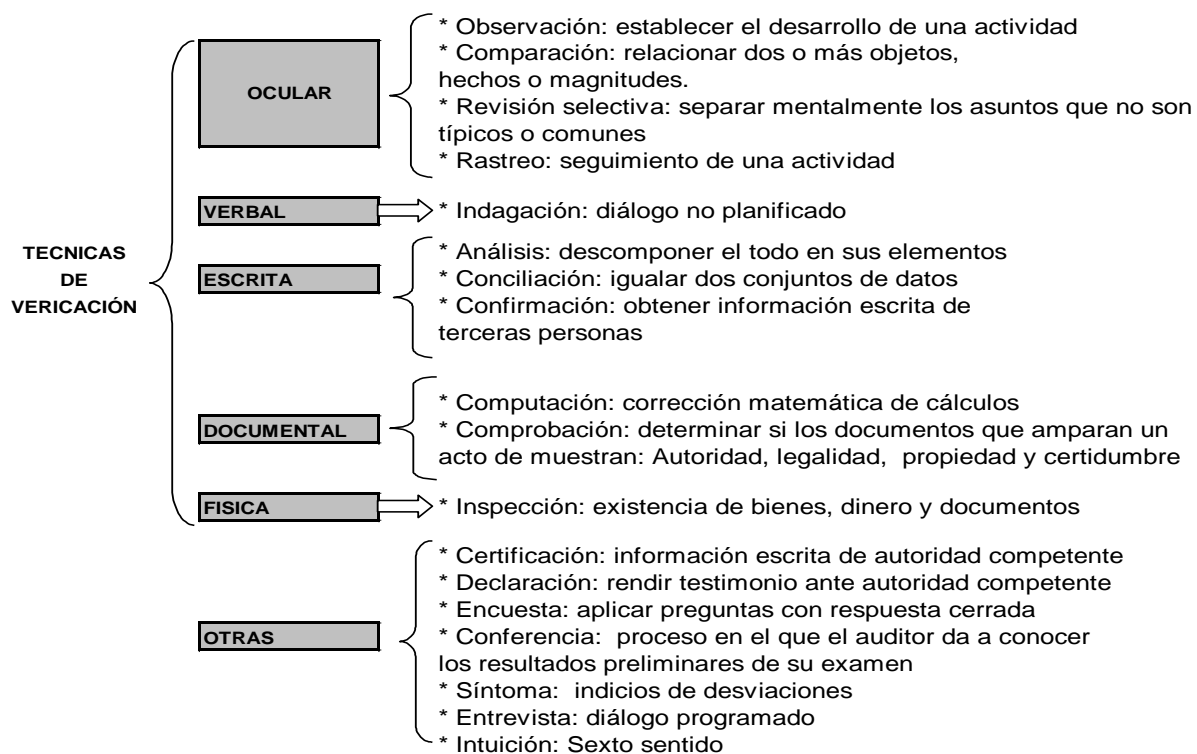 * Observación: establecer el desarrollo de una actividad
* Comparación: relacionar dos o más objetos,
hechos o magnitudes.
OCULAR
* Revisión selectiva: separar mentalmente los asuntos que no son
típicos o comunes
* Rastreo: seguimiento de una actividad
VERBAL
* Indagación: diálogo no planificado
TECNICAS
DE
VERICACIÓN
ESCRITA
* Análisis: descomponer el todo en sus elementos
* Conciliación: igualar dos conjuntos de datos
* Confirmación: obtener información escrita de
terceras personas
DOCUMENTAL
* Computación: corrección matemática de cálculos
* Comprobación: determinar si los documentos que amparan un
acto de muestran: Autoridad, legalidad, propiedad y certidumbre
FISICA
* Inspección: existencia de bienes, dinero y documentos
OTRAS
* Certificación: información escrita de autoridad competente
* Declaración: rendir testimonio ante autoridad competente
* Encuesta: aplicar preguntas con respuesta cerrada
* Conferencia: proceso en el que el auditor da a conocer
los resultados preliminares de su examen
* Síntoma: indicios de desviaciones
* Entrevista: diálogo programado
* Intuición: Sexto sentido